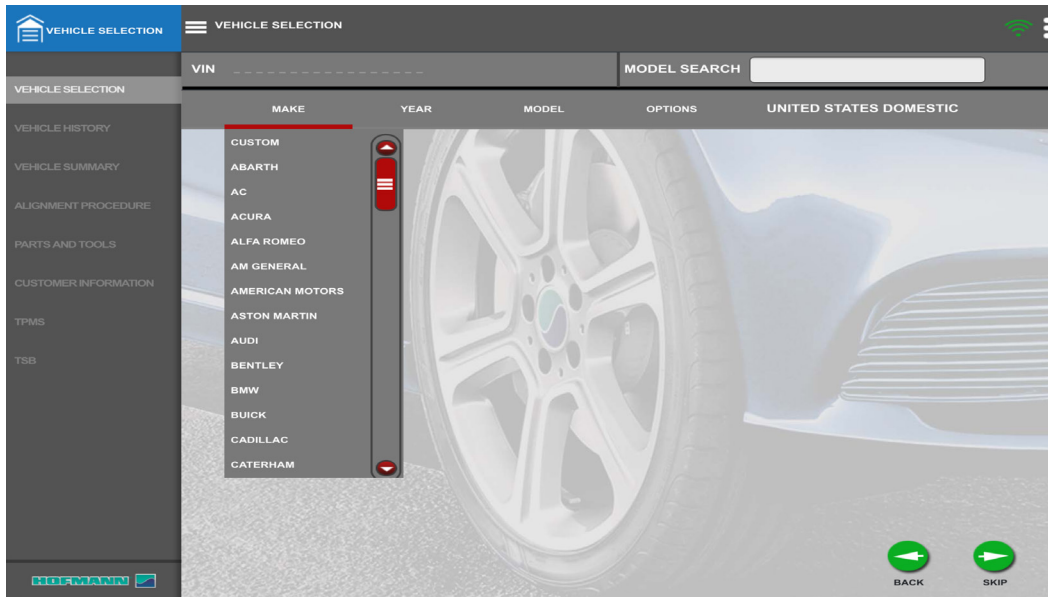 VEHICLE SELECTION
VEHICLE SELECTION
VIN _ _ _ _ _ _ _ _ _ _ _ _ _ _ _ _ _
MODEL SEARCH
VEHICLE SELECTION
VEHICLE HISTORY
VEHICLE SUMMARY
ALIGNMENT PROCEDURE
PARTS AND TOOLS
CUSTOMER INFORMATION
TPMS
TSB
MAKE YEAR MODEL OPTIONS UNITED STATES DOMESTIC
CUSTOM
ABARTH
AC
ACURA
ALFA ROMEO
AM GENERAL
AMERICAN MOTORS
ASTON MARTIN
AUDI
BENTLEY
BMW
BUICK
CADILLAC
CATERHAM
BACK SKIP
HOFMANN